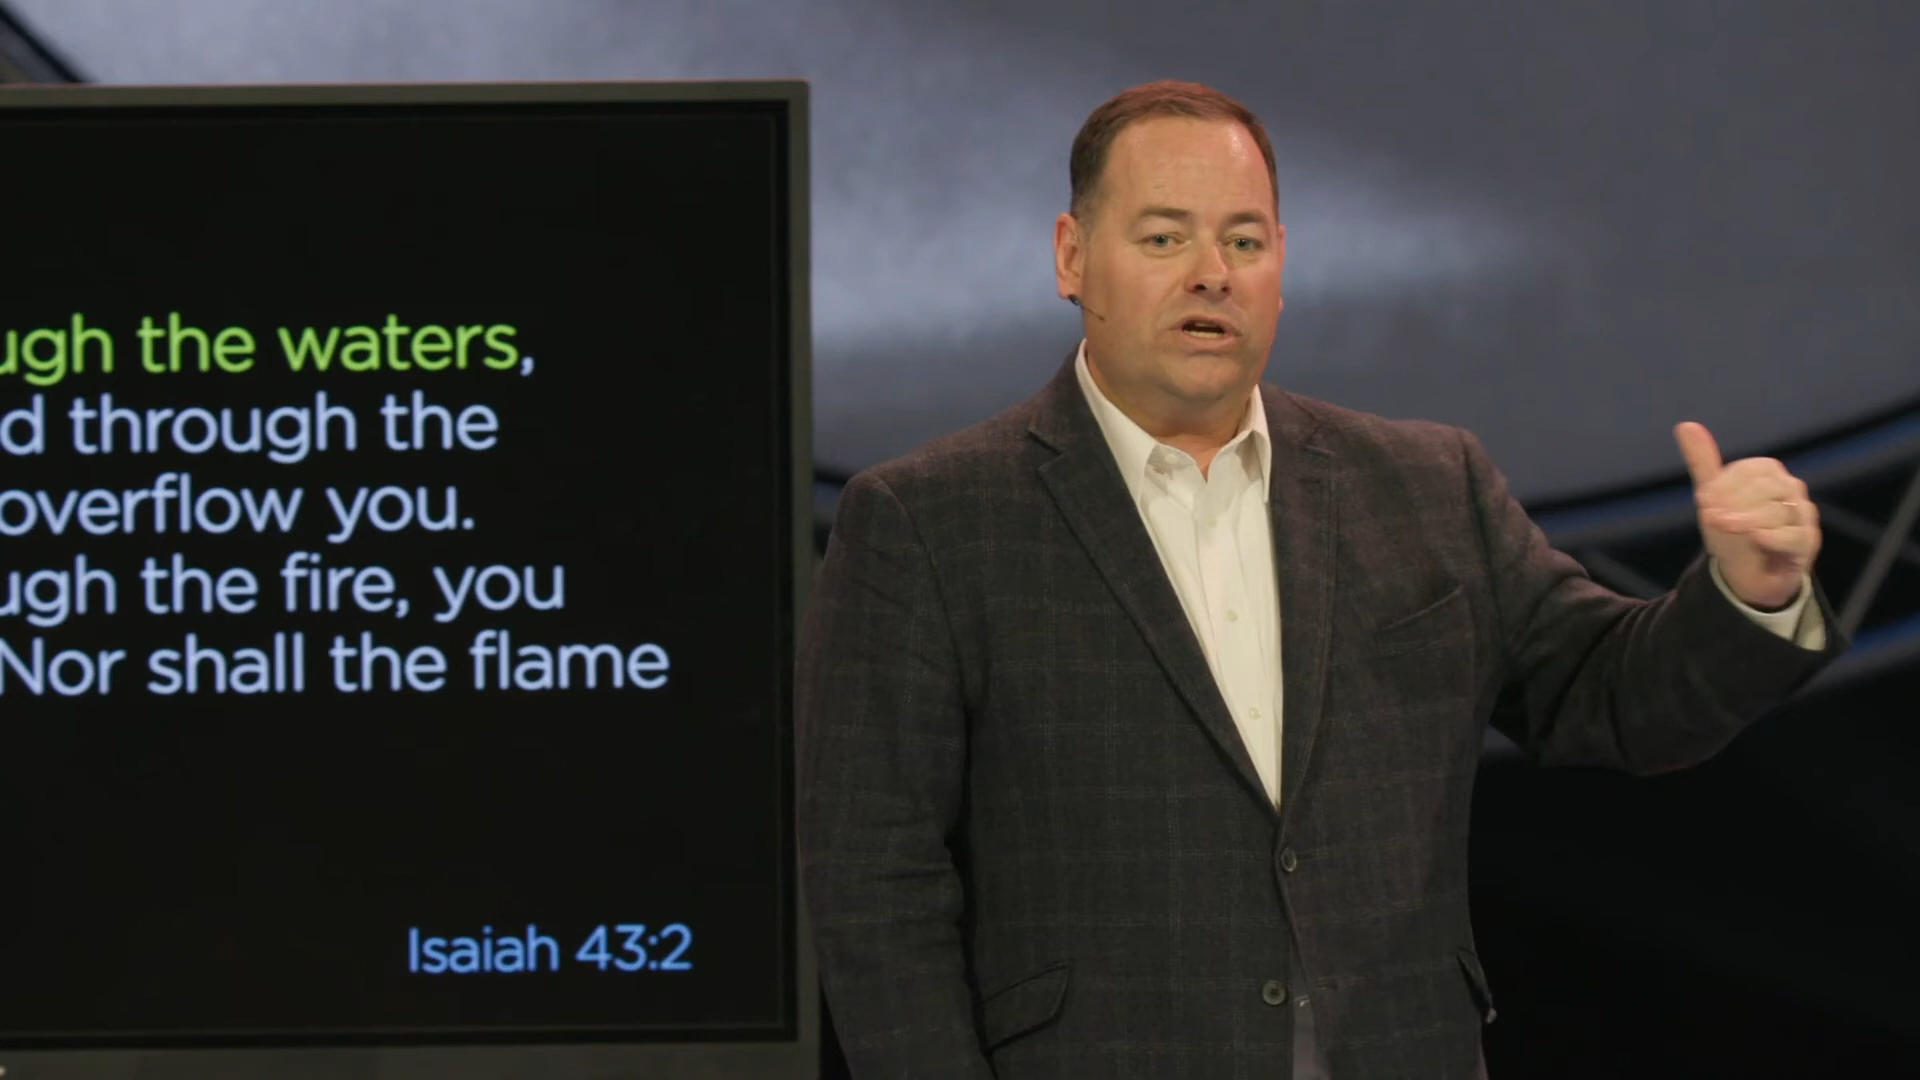 ugh the waters,
d through the
overflow you.
ugh the fire, you
Nor shall the flame
Isaiah 43:2